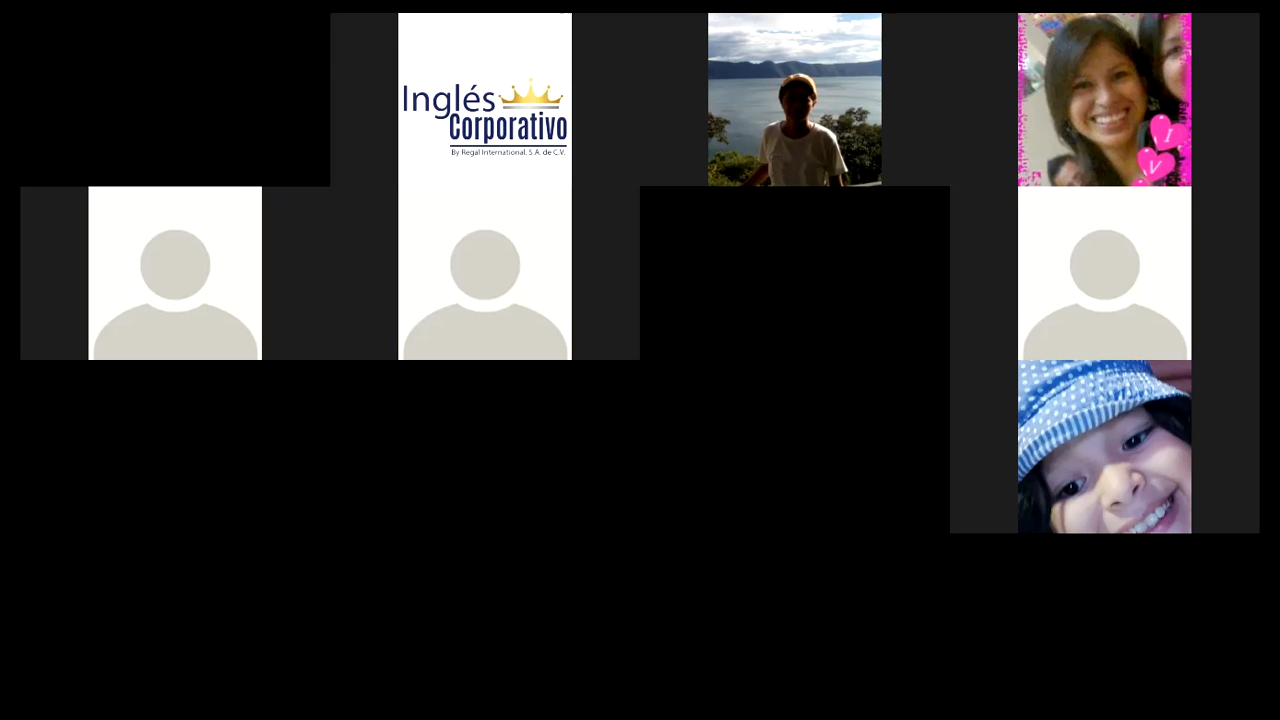 Inglés
Corporativo
By Regal International, S.A. de C.V.
I
V